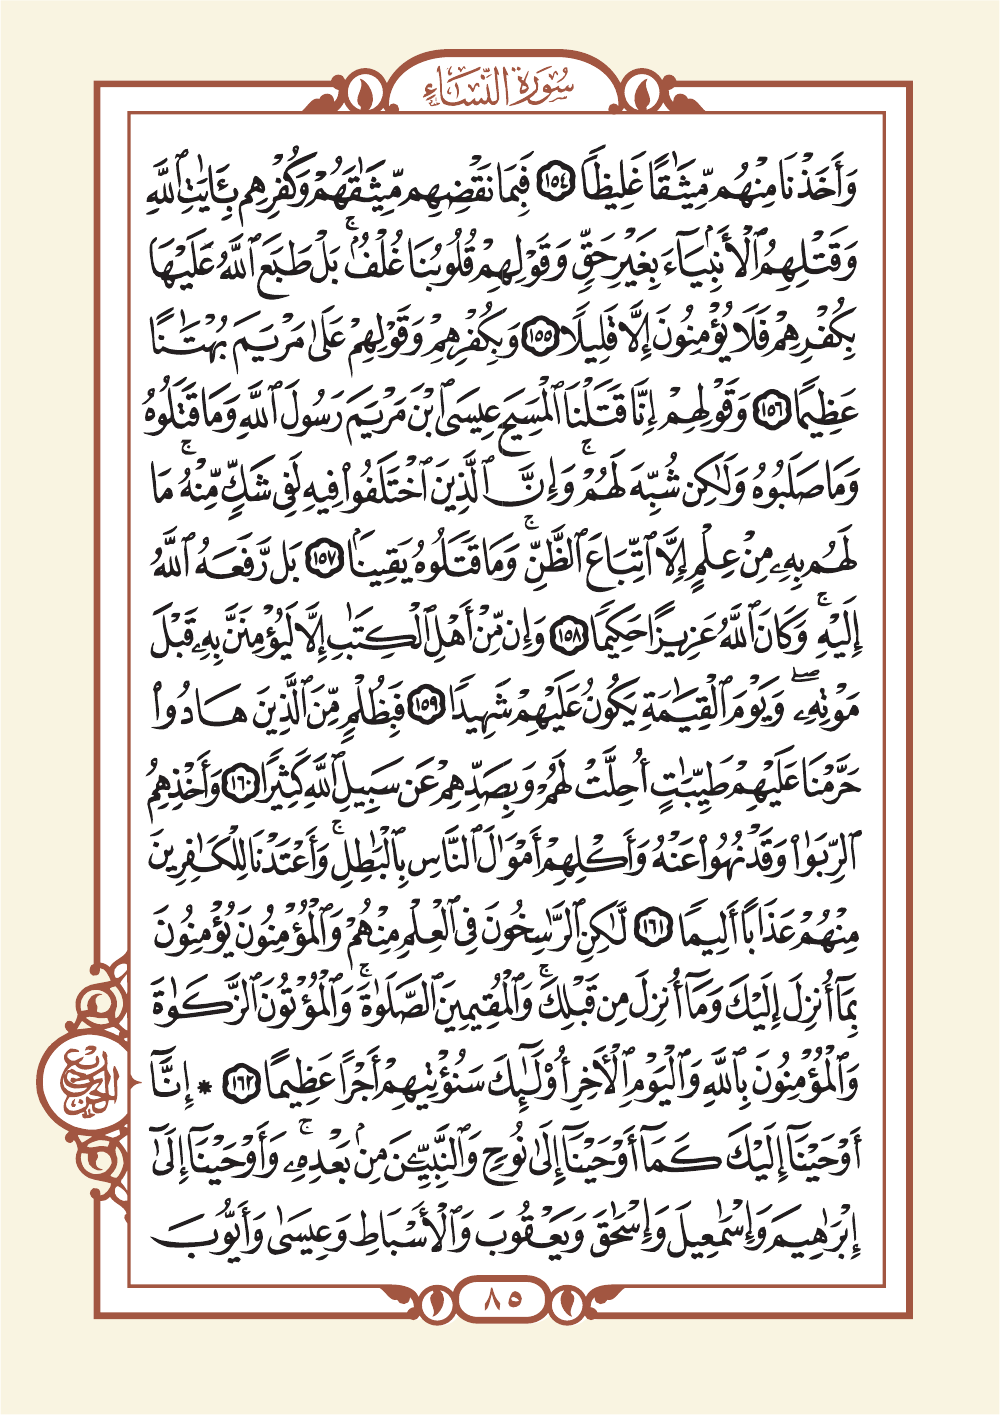 سُورَةُ النِّسَاءِ
وَأَخَذْنَا مِنْهُم مِّيثَٰقًا غَلِيظًا ١٥٤ فَبِمَا نَقْضِهِم مِّيثَٰقَهُمْ وَكُفْرِهِم بِـَٔايَٰتِ ٱللَّهِ
وَقَتْلِهِمُ ٱلْأَنۢبِيَآءَ بِغَيْرِ حَقٍّ وَقَوْلِهِمْ قُلُوبُنَا غُلْفٌۢ ۚ بَلْ طَبَعَ ٱللَّهُ عَلَيْهَا
بِكُفْرِهِمْ فَلَا يُؤْمِنُونَ إِلَّا قَلِيلًا ١٥٥ وَبِكُفْرِهِمْ وَقَوْلِهِمْ عَلَىٰ مَرْيَمَ بُهْتَٰنًا
عَظِيمًا ١٥٦ وَقَوْلِهِمْ إِنَّا قَتَلْنَا ٱلْمَسِيحَ عِيسَى ٱبْنَ مَرْيَمَ رَسُولَ ٱللَّهِ وَمَا قَتَلُوهُ
وَمَا صَلَبُوهُ وَلَٰكِن شُبِّهَ لَهُمْ ۚ وَإِنَّ ٱلَّذِينَ ٱخْتَلَفُوا۟ فِيهِ لَفِى شَكٍّ مِّنْهُ ۚ مَا
لَهُم بِهِۦ مِنْ عِلْمٍ إِلَّا ٱتِّبَاعَ ٱلظَّنِّ ۚ وَمَا قَتَلُوهُ يَقِينًۢا ١٥٧ بَل رَّفَعَهُ ٱللَّهُ
إِلَيْهِ ۚ وَكَانَ ٱللَّهُ عَزِيزًا حَكِيمًا ١٥٨ وَإِن مِّنْ أَهْلِ ٱلْكِتَٰبِ إِلَّا لَيُؤْمِنَنَّ بِهِۦ قَبْلَ
مَوْتِهِۦ ۖ وَيَوْمَ ٱلْقِيَٰمَةِ يَكُونُ عَلَيْهِمْ شَهِيدًا ١٥٩ فَبِظُلْمٍ مِّنَ ٱلَّذِينَ هَادُوا۟
حَرَّمْنَا عَلَيْهِمْ طَيِّبَٰتٍ أُحِلَّتْ لَهُمْ وَبِصَدِّهِمْ عَن سَبِيلِ ٱللَّهِ كَثِيرًا ١٦٠ وَأَخْذِهِمُ
ٱلرِّبَوٰا۟ وَقَدْ نُهُوا۟ عَنْهُ وَأَكْلِهِمْ أَمْوَٰلَ ٱلنَّاسِ بِٱلْبَٰطِلِ ۚ وَأَعْتَدْنَا لِلْكَٰفِرِينَ
مِنْهُمْ عَذَابًا أَلِيمًا ١٦١ لَّٰكِنِ ٱلرَّٰسِخُونَ فِى ٱلْعِلْمِ مِنْهُمْ وَٱلْمُؤْمِنُونَ يُؤْمِنُونَ
بِمَآ أُنزِلَ إِلَيْكَ وَمَآ أُنزِلَ مِن قَبْلِكَ ۚ وَٱلْمُقِيمِينَ ٱلصَّلَوٰةَ ۚ وَٱلْمُؤْتُونَ ٱلزَّكَوٰةَ
وَٱلْمُؤْمِنُونَ بِٱللَّهِ وَٱلْيَوْمِ ٱلْأَخِرِ أُو۟لَٰٓئِكَ سَنُؤْتِيهِمْ أَجْرًا عَظِيمًا ١٦٢ * إِنَّآ
أَوْحَيْنَآ إِلَيْكَ كَمَآ أَوْحَيْنَآ إِلَىٰ نُوحٍ وَٱلنَّبِيِّـۧنَ مِنۢ بَعْدِهِۦ ۚ وَأَوْحَيْنَآ إِلَىٰٓ
إِبْرَٰهِيمَ وَإِسْمَٰعِيلَ وَإِسْحَٰقَ وَيَعْقُوبَ وَٱلْأَسْبَاطِ وَعِيسَىٰ وَأَيُّوبَ
٨٥